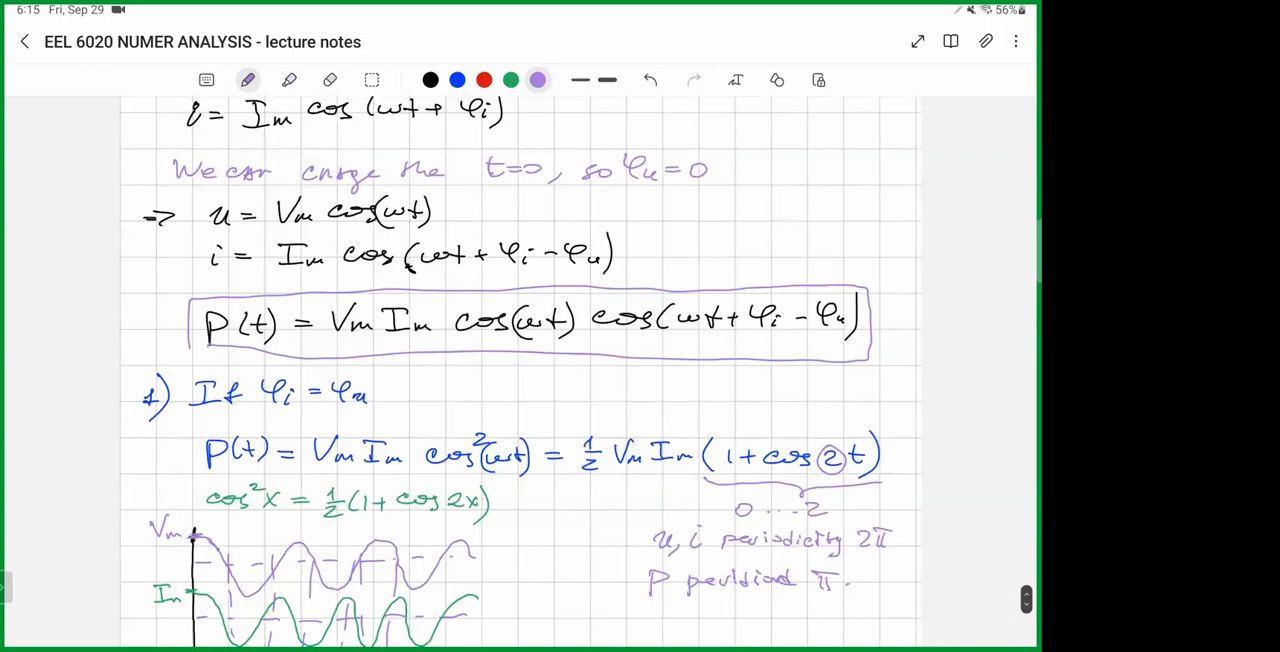 6:15 Fri, Sep 29
56%
EEL 6020 NUMER ANALYSIS - lecture notes
i = Im cos (ωt + φi)
We can chage the t=0, so φu = 0
=> u = Vm cos(ωt)
i = Im cos (ωt + φi - φu)
P(t) = Vm Im cos(ωt) cos(ωt + φi - φu)
1) If φi = φu
P(t) = Vm Im cos²(ωt) = 1/2 Vm Im (1 + cos 2 t)
cos²x = 1/2 (1 + cos 2x)
0 ... 2
Vm
u, i periodicity 2π
P π
Im